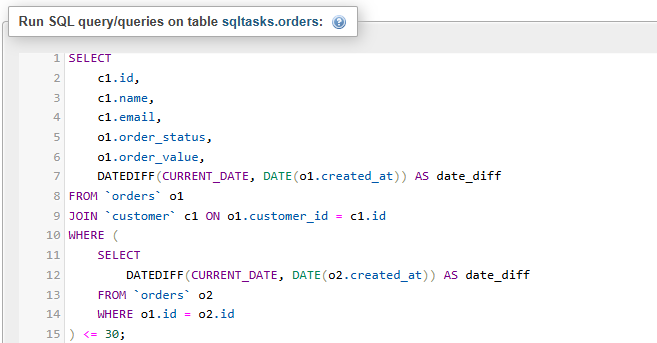 Run SQL query/queries on table sqltasks.orders:
1 SELECT
2     c1.id,
3     c1.name,
4     c1.email,
5     o1.order_status,
6     o1.order_value,
7     DATEDIFF(CURRENT_DATE, DATE(o1.created_at)) AS date_diff
8 FROM `orders` o1
9 JOIN `customer` c1 ON o1.customer_id = c1.id
10 WHERE (
11     SELECT
12         DATEDIFF(CURRENT_DATE, DATE(o2.created_at)) AS date_diff
13     FROM `orders` o2
14     WHERE o1.id = o2.id
15 ) <= 30;